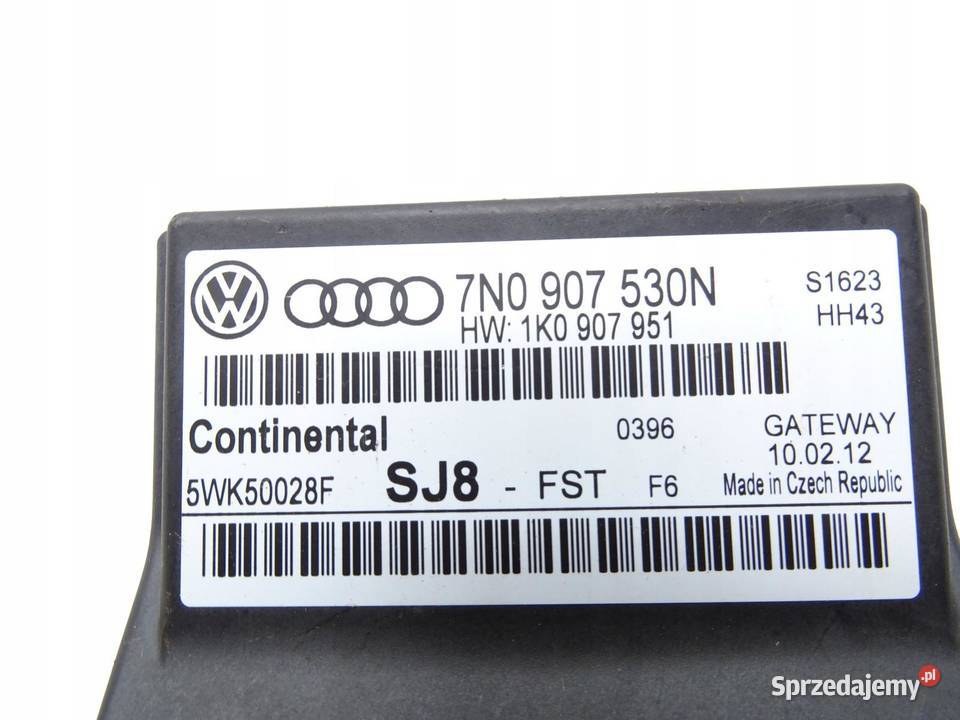 7N0 907 530N
HW: 1K0 907 951
S1623
HH43
Continental
0396
GATEWAY
10.02.12
5WK50028F
SJ8 - FST F6
Made in Czech Republic
Sprzedajemy.pl